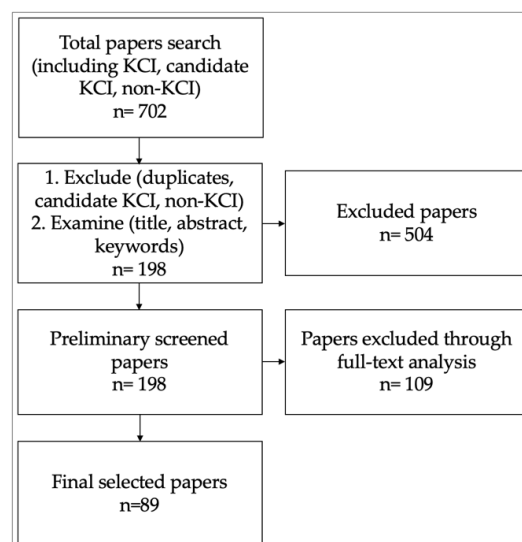 Total papers search
(including KCI, candidate
KCI, non-KCI)
n= 702
1. Exclude (duplicates,
candidate KCI, non-KCI)
2. Examine (title, abstract,
keywords)
n= 198
Excluded papers
n= 504
Preliminary screened
papers
n= 198
Papers excluded through
full-text analysis
n= 109
Final selected papers
n=89